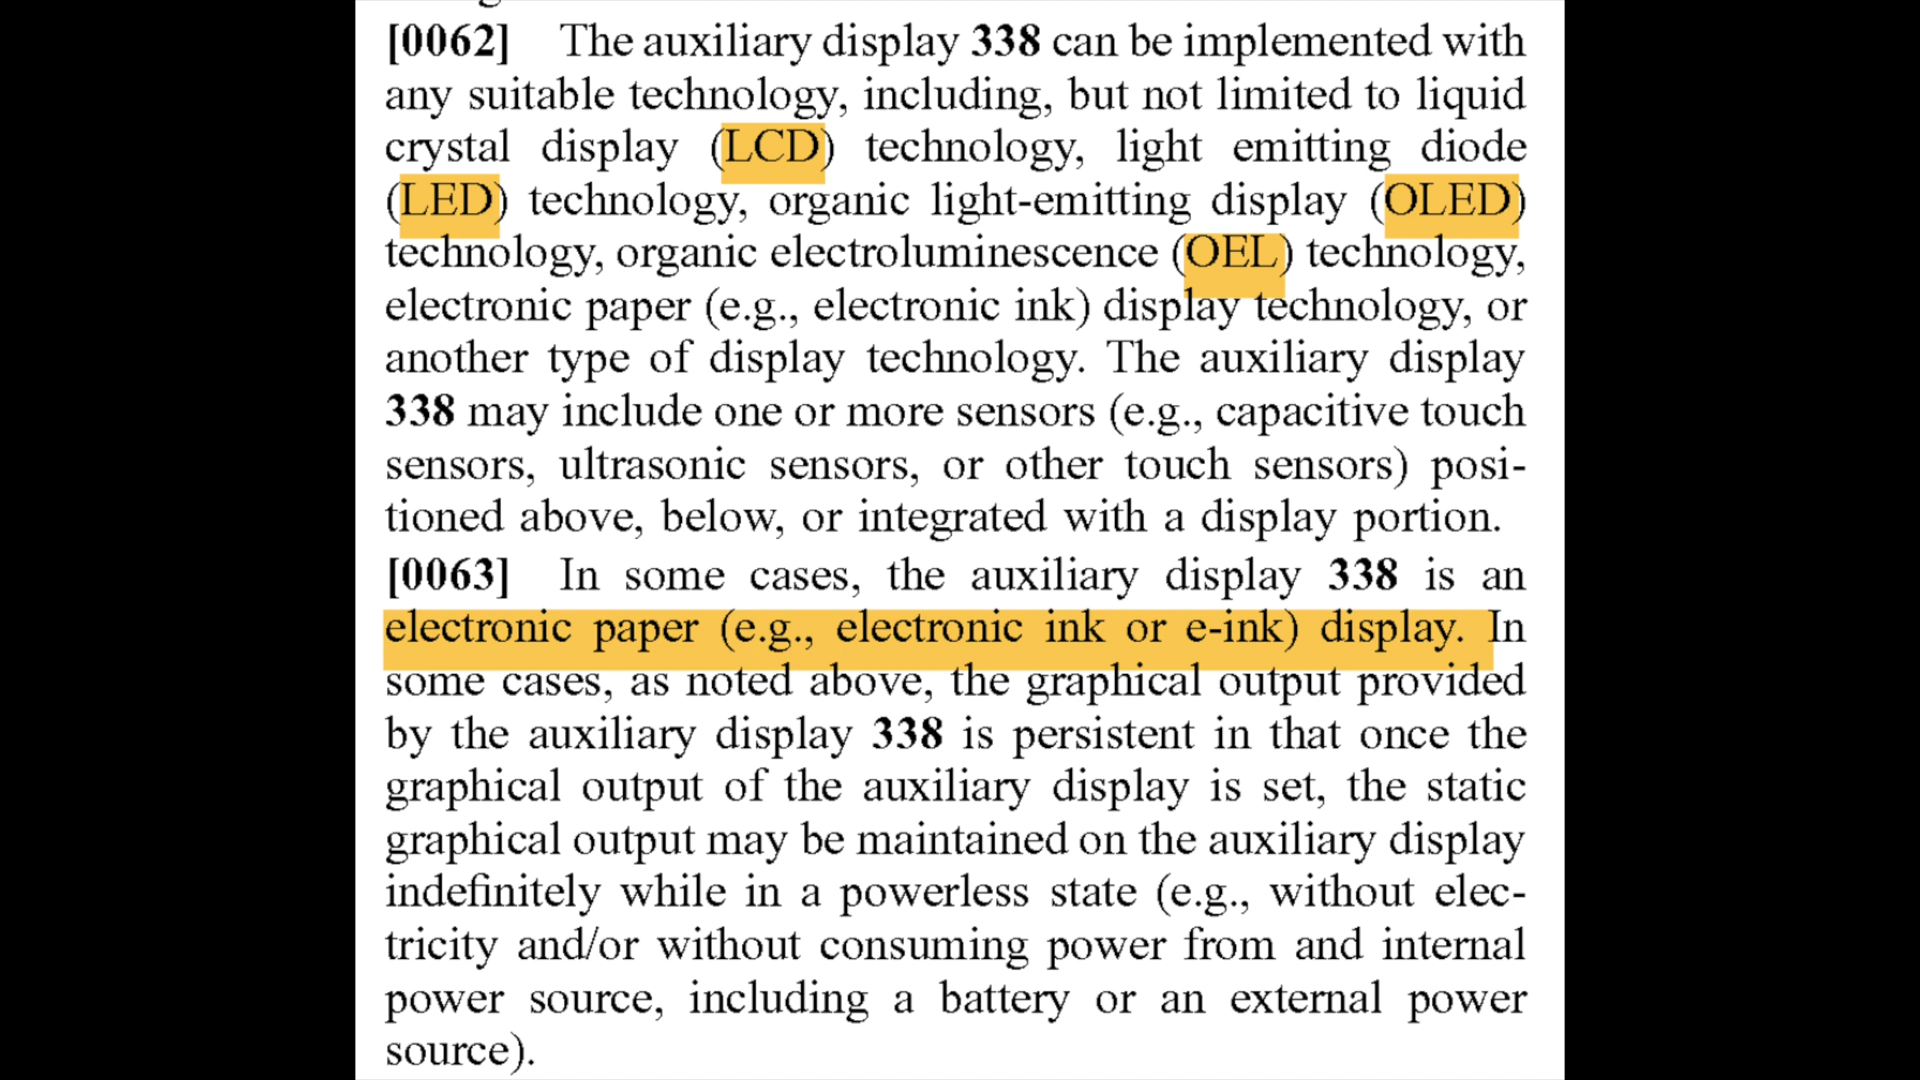 [0062] The auxiliary display 338 can be implemented with
any suitable technology, including, but not limited to liquid
crystal display (LCD) technology, light emitting diode
(LED) technology, organic light-emitting display (OLED)
technology, organic electroluminescence (OEL) technology,
electronic paper (e.g., electronic ink) display technology, or
another type of display technology. The auxiliary display
338 may include one or more sensors (e.g., capacitive touch
sensors, ultrasonic sensors, or other touch sensors) posi-
tioned above, below, or integrated with a display portion.
[0063] In some cases, the auxiliary display 338 is an
electronic paper (e.g., electronic ink or e-ink) display. In
some cases, as noted above, the graphical output provided
by the auxiliary display 338 is persistent in that once the
graphical output of the auxiliary display is set, the static
graphical output may be maintained on the auxiliary display
indefinitely while in a powerless state (e.g., without elec-
tricity and/or without consuming power from and internal
power source, including a battery or an external power
source).